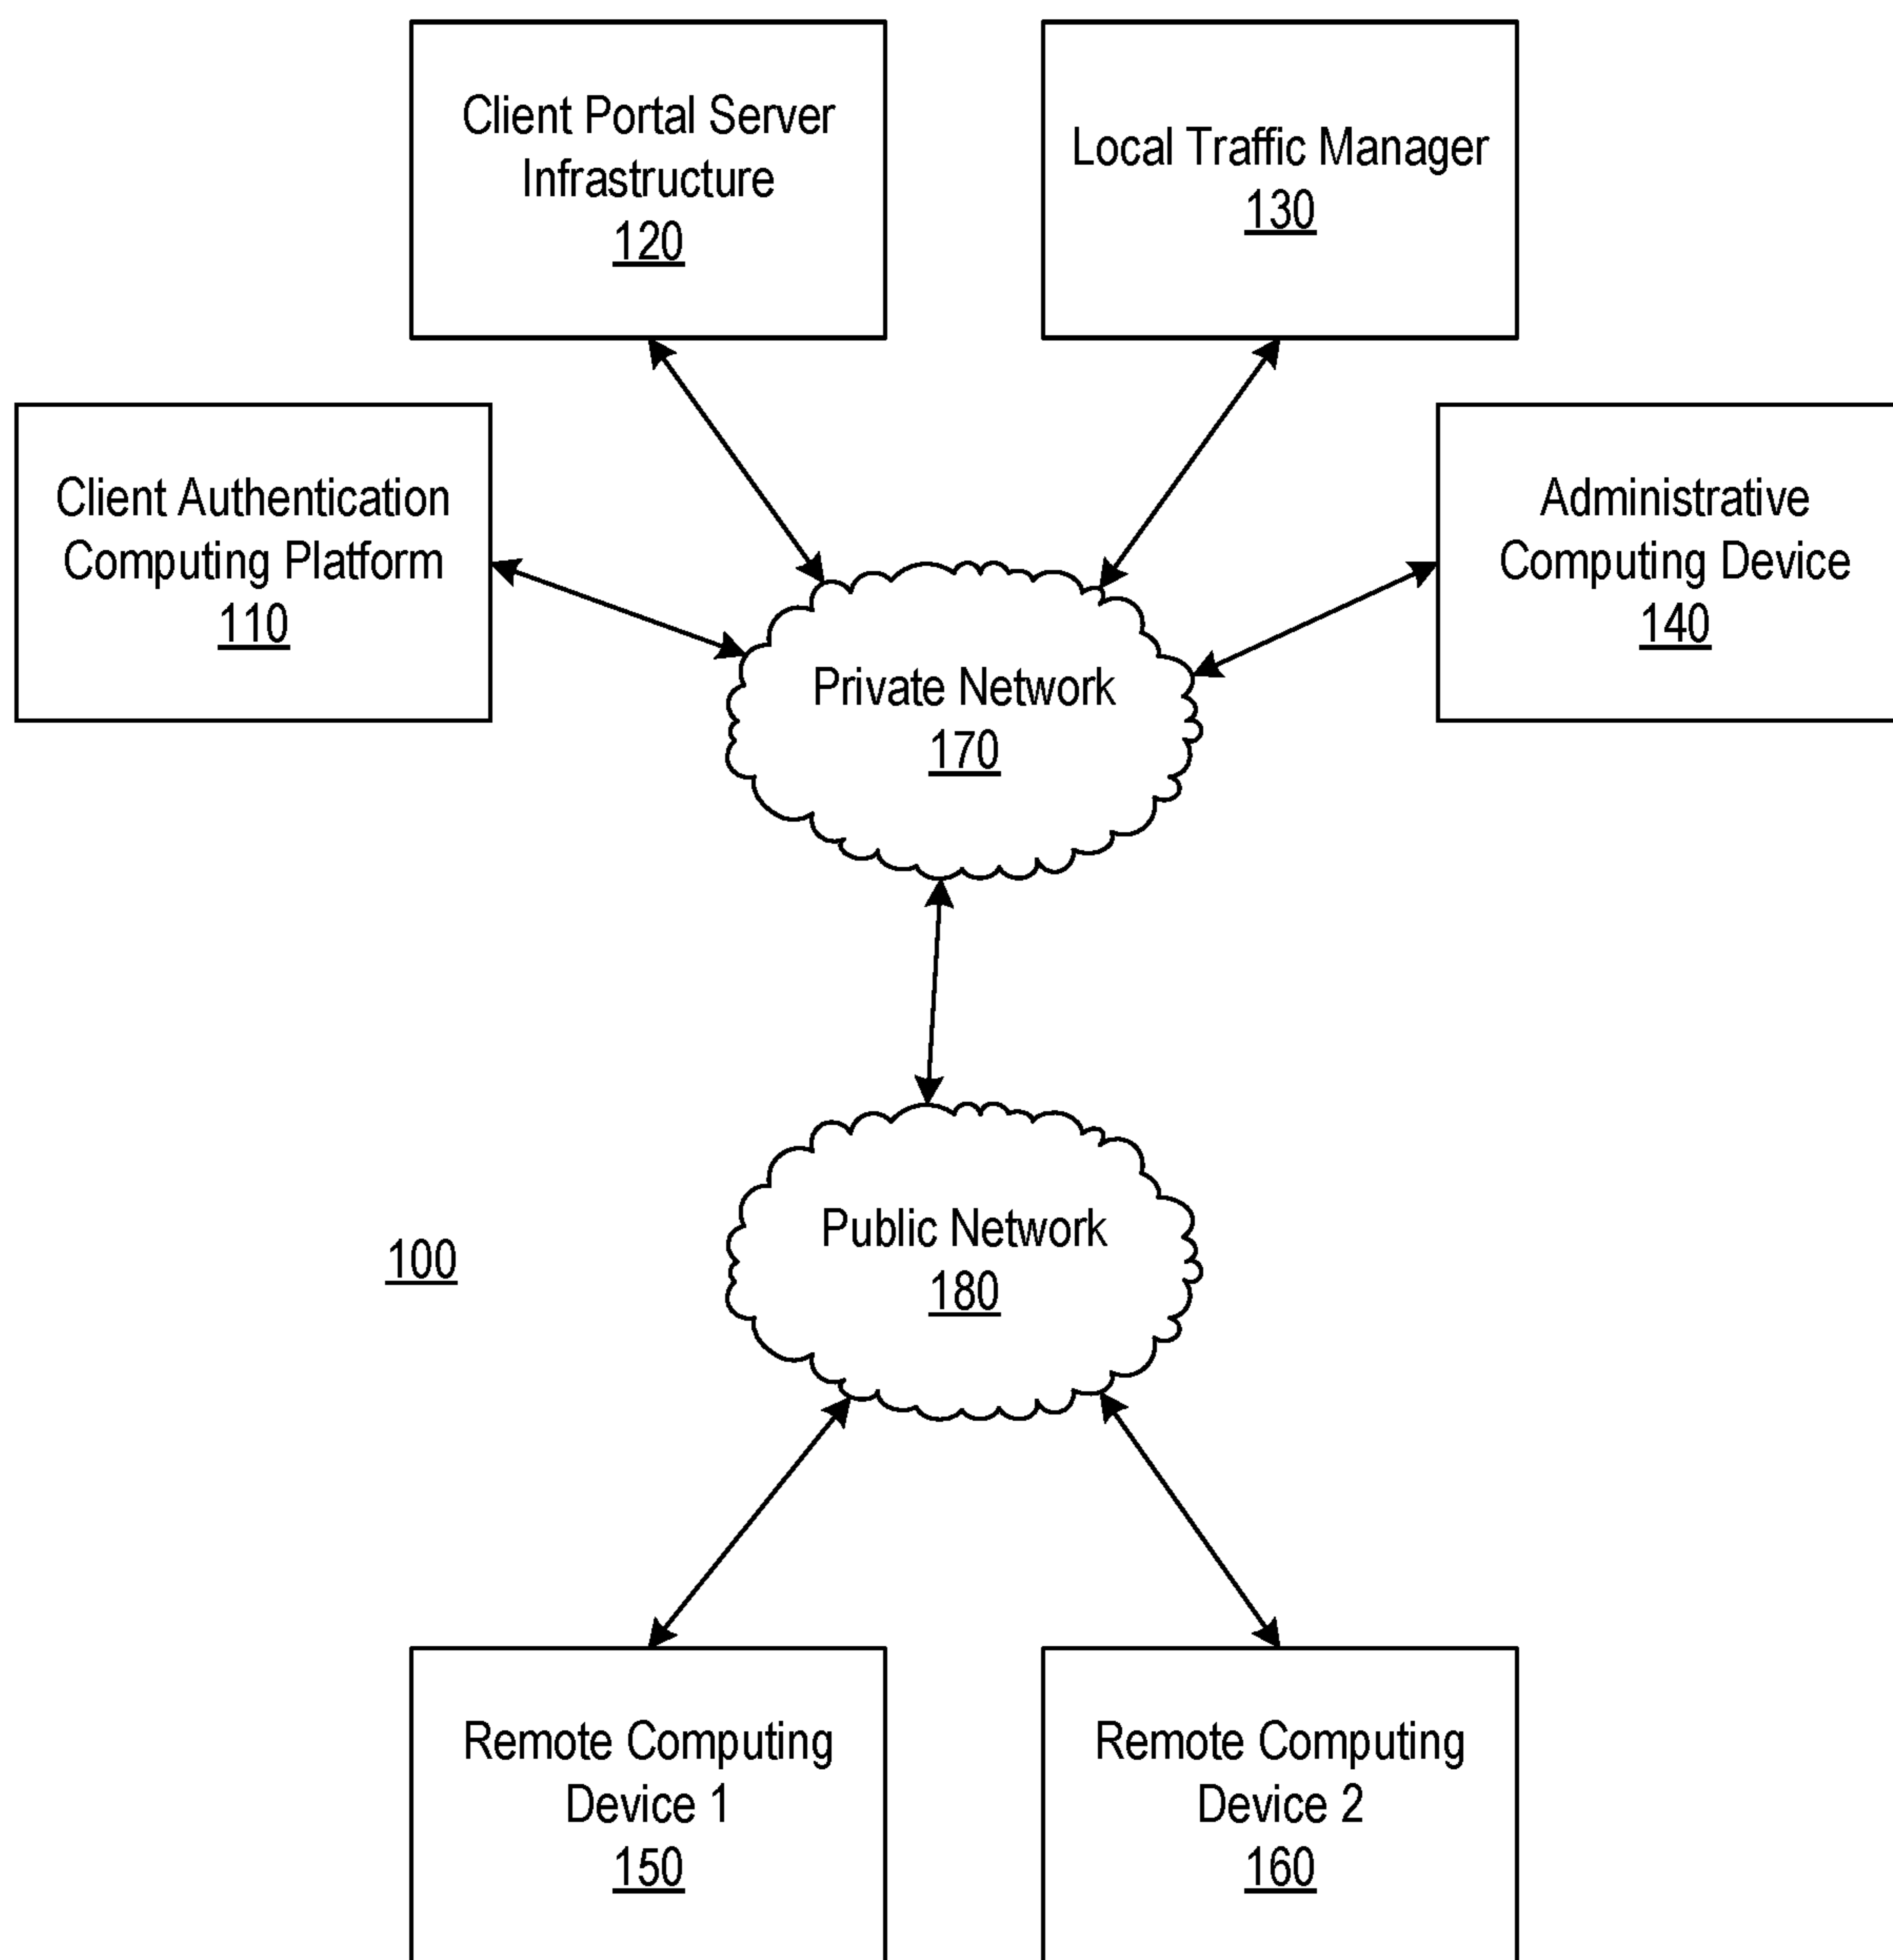 Client Portal Server
Infrastructure
120
Local Traffic Manager
130
Client Authentication
Computing Platform
110
Administrative
Computing Device
140
Private Network
170
Public Network
180
100
Remote Computing
Device 1
150
Remote Computing
Device 2
160